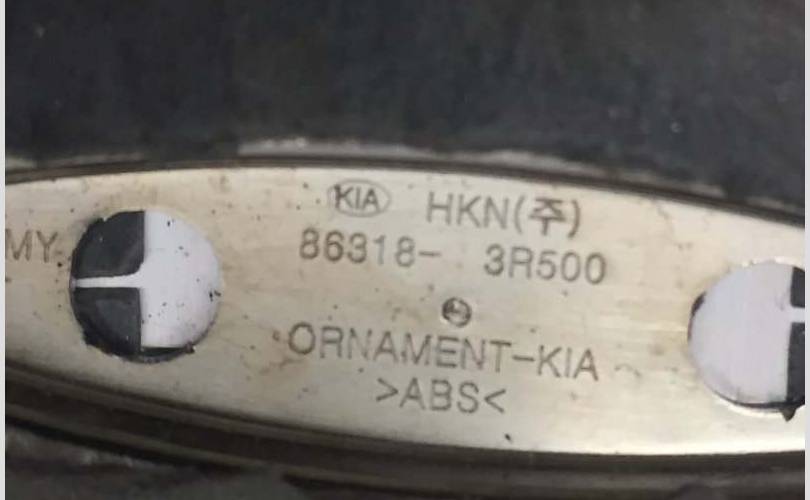 KIA HKN(주)
86318- 3R500
MY
ORNAMENT-KIA
>ABS<